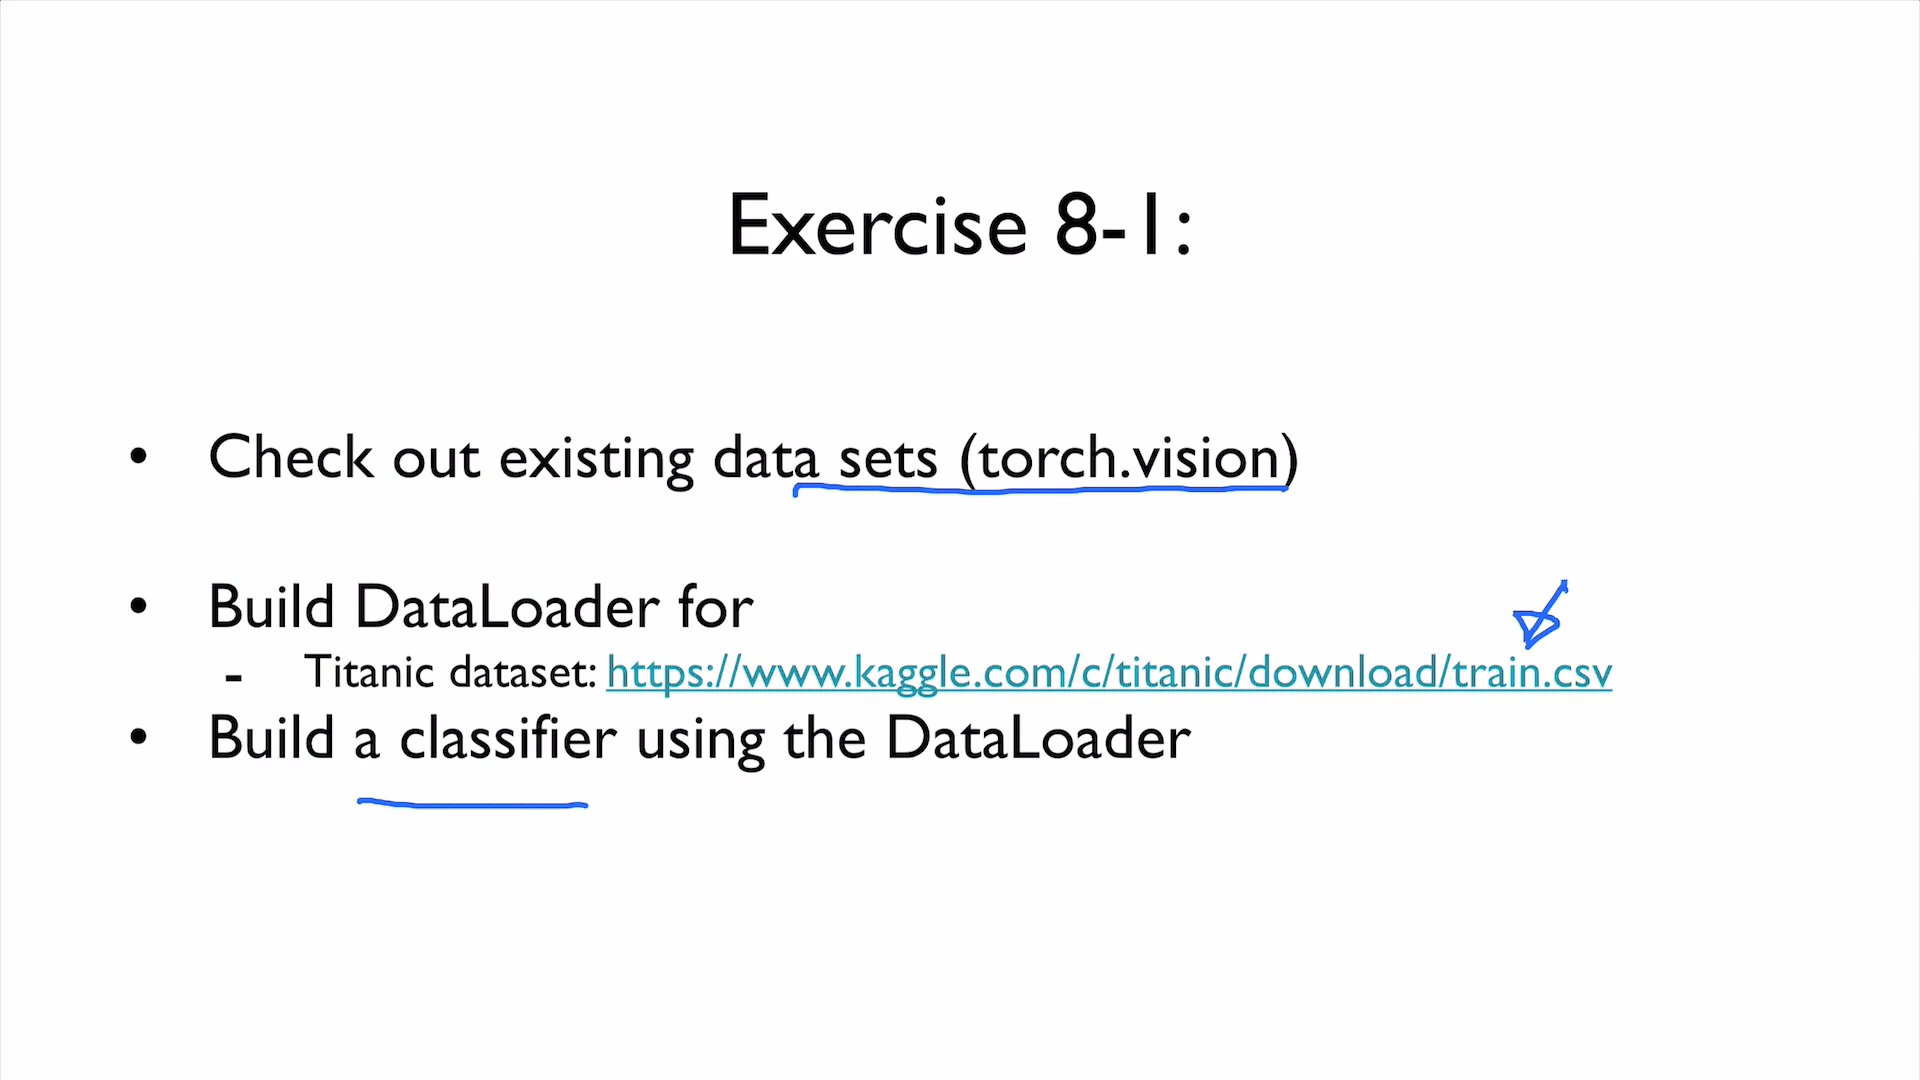 Exercise 8-1:
• Check out existing data sets (torch.vision)
• Build DataLoader for
- Titanic dataset: https://www.kaggle.com/c/titanic/download/train.csv
• Build a classifier using the DataLoader